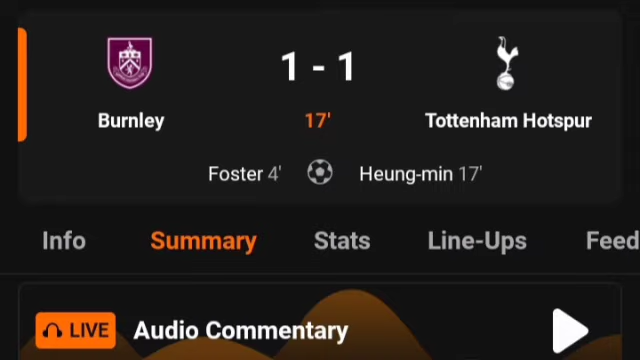 1 - 1
Burnley 17' Tottenham Hotspur
Foster 4' Heung-min 17'
Info Summary Stats Line-Ups Feed
LIVE Audio Commentary